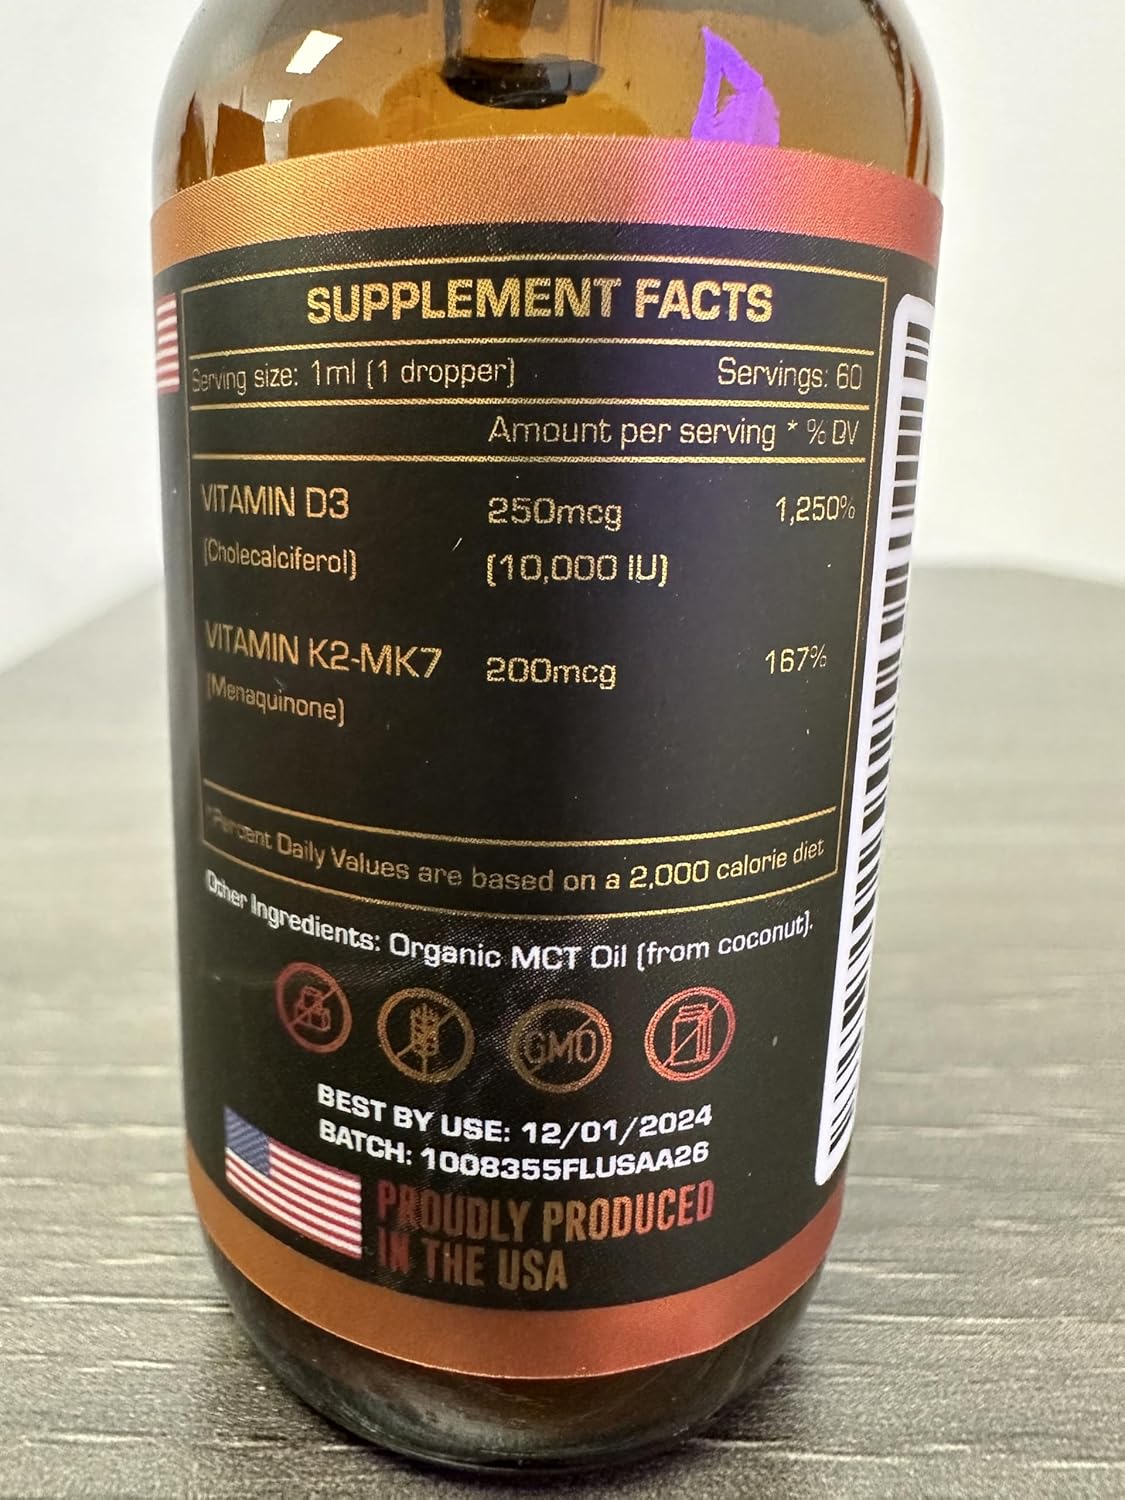 SUPPLEMENT FACTS
Serving size: 1ml (1 dropper) Servings: 60
Amount per serving * % DV
VITAMIN D3 250mcg 1,250%
(Cholecalciferol) (10,000 IU)
VITAMIN K2-MK7 200mcg 167%
(Menaquinone)
*Percent Daily Values are based on a 2,000 calorie diet
Other Ingredients: Organic MCT Oil (from coconut).
GMO
BEST BY USE: 12/01/2024
BATCH: 1008355FLUSAA26
PROUDLY PRODUCED
IN THE USA